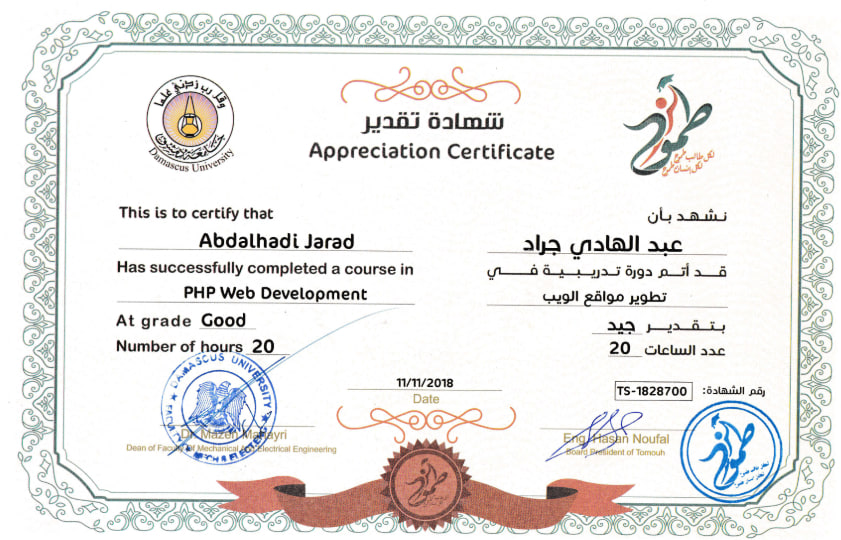 وقل رب زدني علما
جامعة دمشق
Damascus University
شهادة تقدير
Appreciation Certificate
طموح
لكل طالب طموح
لكل إنسان طموح
This is to certify that
Abdalhadi Jarad
Has successfully completed a course in
PHP Web Development
At grade Good
Number of hours 20
نشهد بأن
عبد الهادي جراد
قد أتم دورة تدريبية في
تطوير مواقع الويب
بتقدير جيد
عدد الساعات 20
11/11/2018
Date
رقم الشهادة: TS-1828700
DAMASCUS UNIVERSITY
Dr. Mazen
Dean of Faculty Of Mechanical and Electrical Engineering
Eng. Hasan Noufal
Board President of Tomouh
طموح
طموح